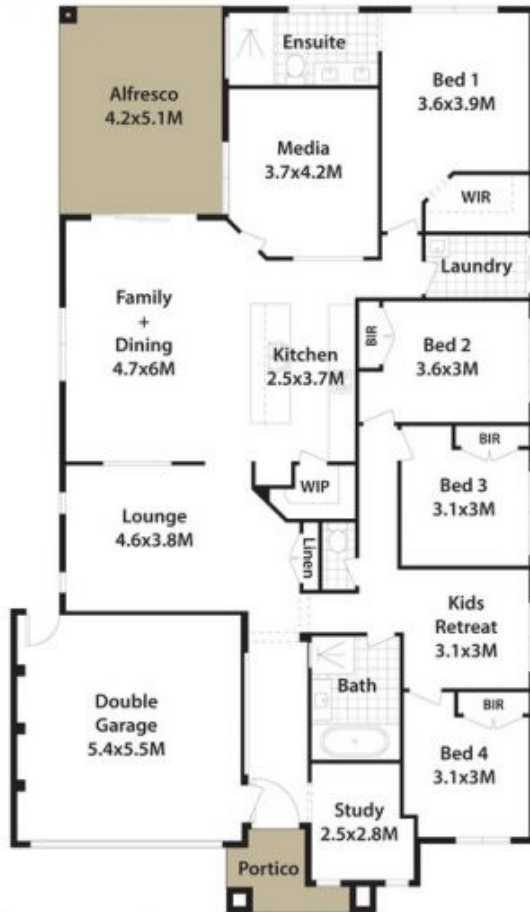 Ensuite
Alfresco
4.2x5.1M
Bed 1
3.6x3.9M
Media
3.7x4.2M
WIR
Laundry
Family
+
Dining
4.7x6M
Kitchen
2.5x3.7M
BIR
Bed 2
3.6x3M
BIR
Bed 3
3.1x3M
WIP
Lounge
4.6x3.8M
Linen
Kids
Retreat
3.1x3M
Bath
Double
Garage
5.4x5.5M
BIR
Bed 4
3.1x3M
Study
2.5x2.8M
Portico